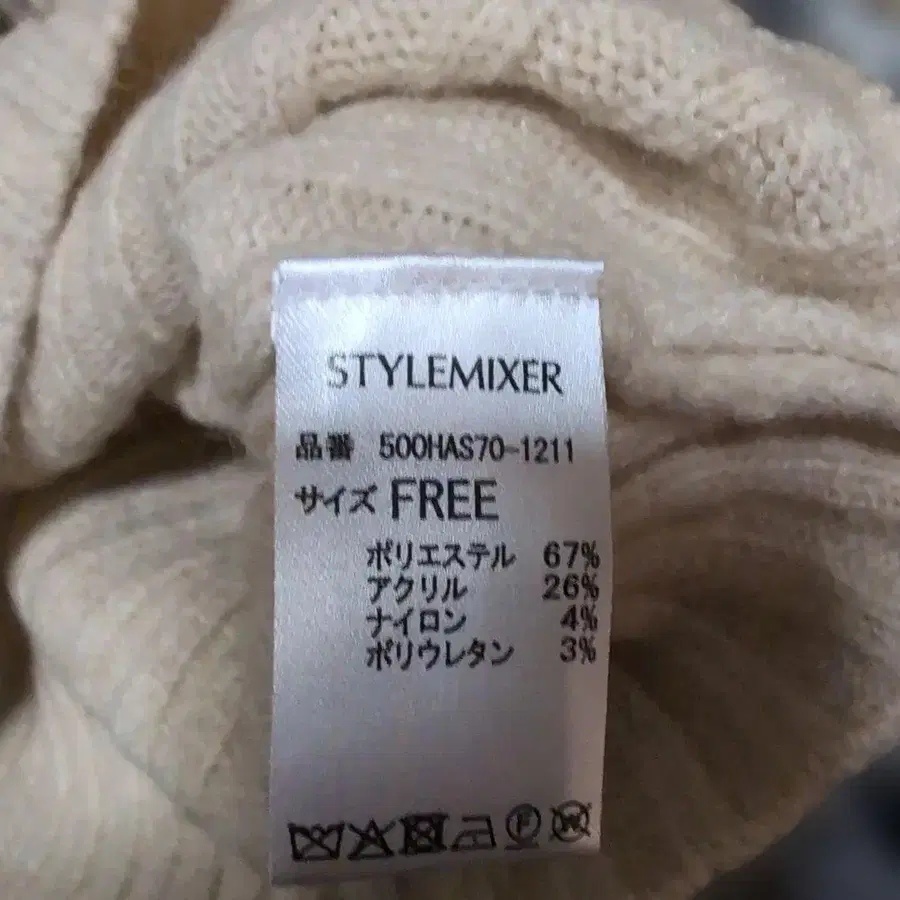 STYLEMIXER
品番 500HAS70-1211
サイズ FREE
ポリエステル 67%
アクリル 26%
ナイロン 4%
ポリウレタン 3%
F W